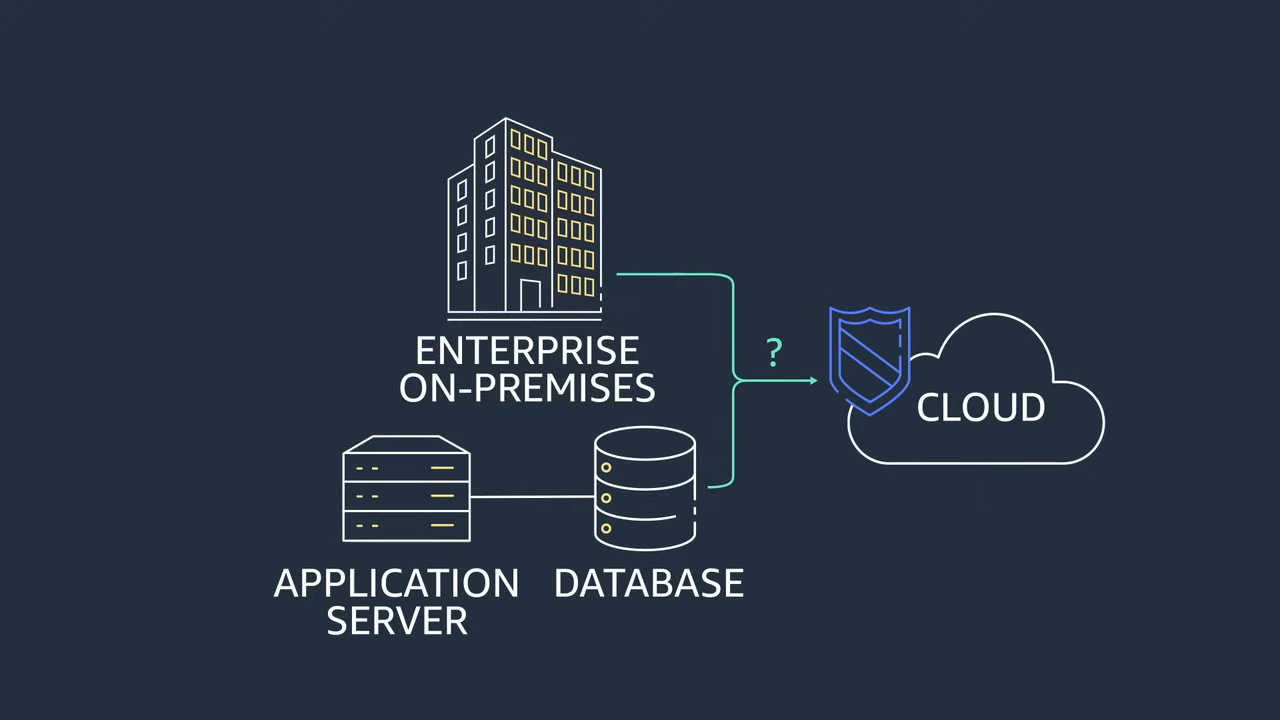 ENTERPRISE
ON-PREMISES
?
CLOUD
APPLICATION
SERVER
DATABASE